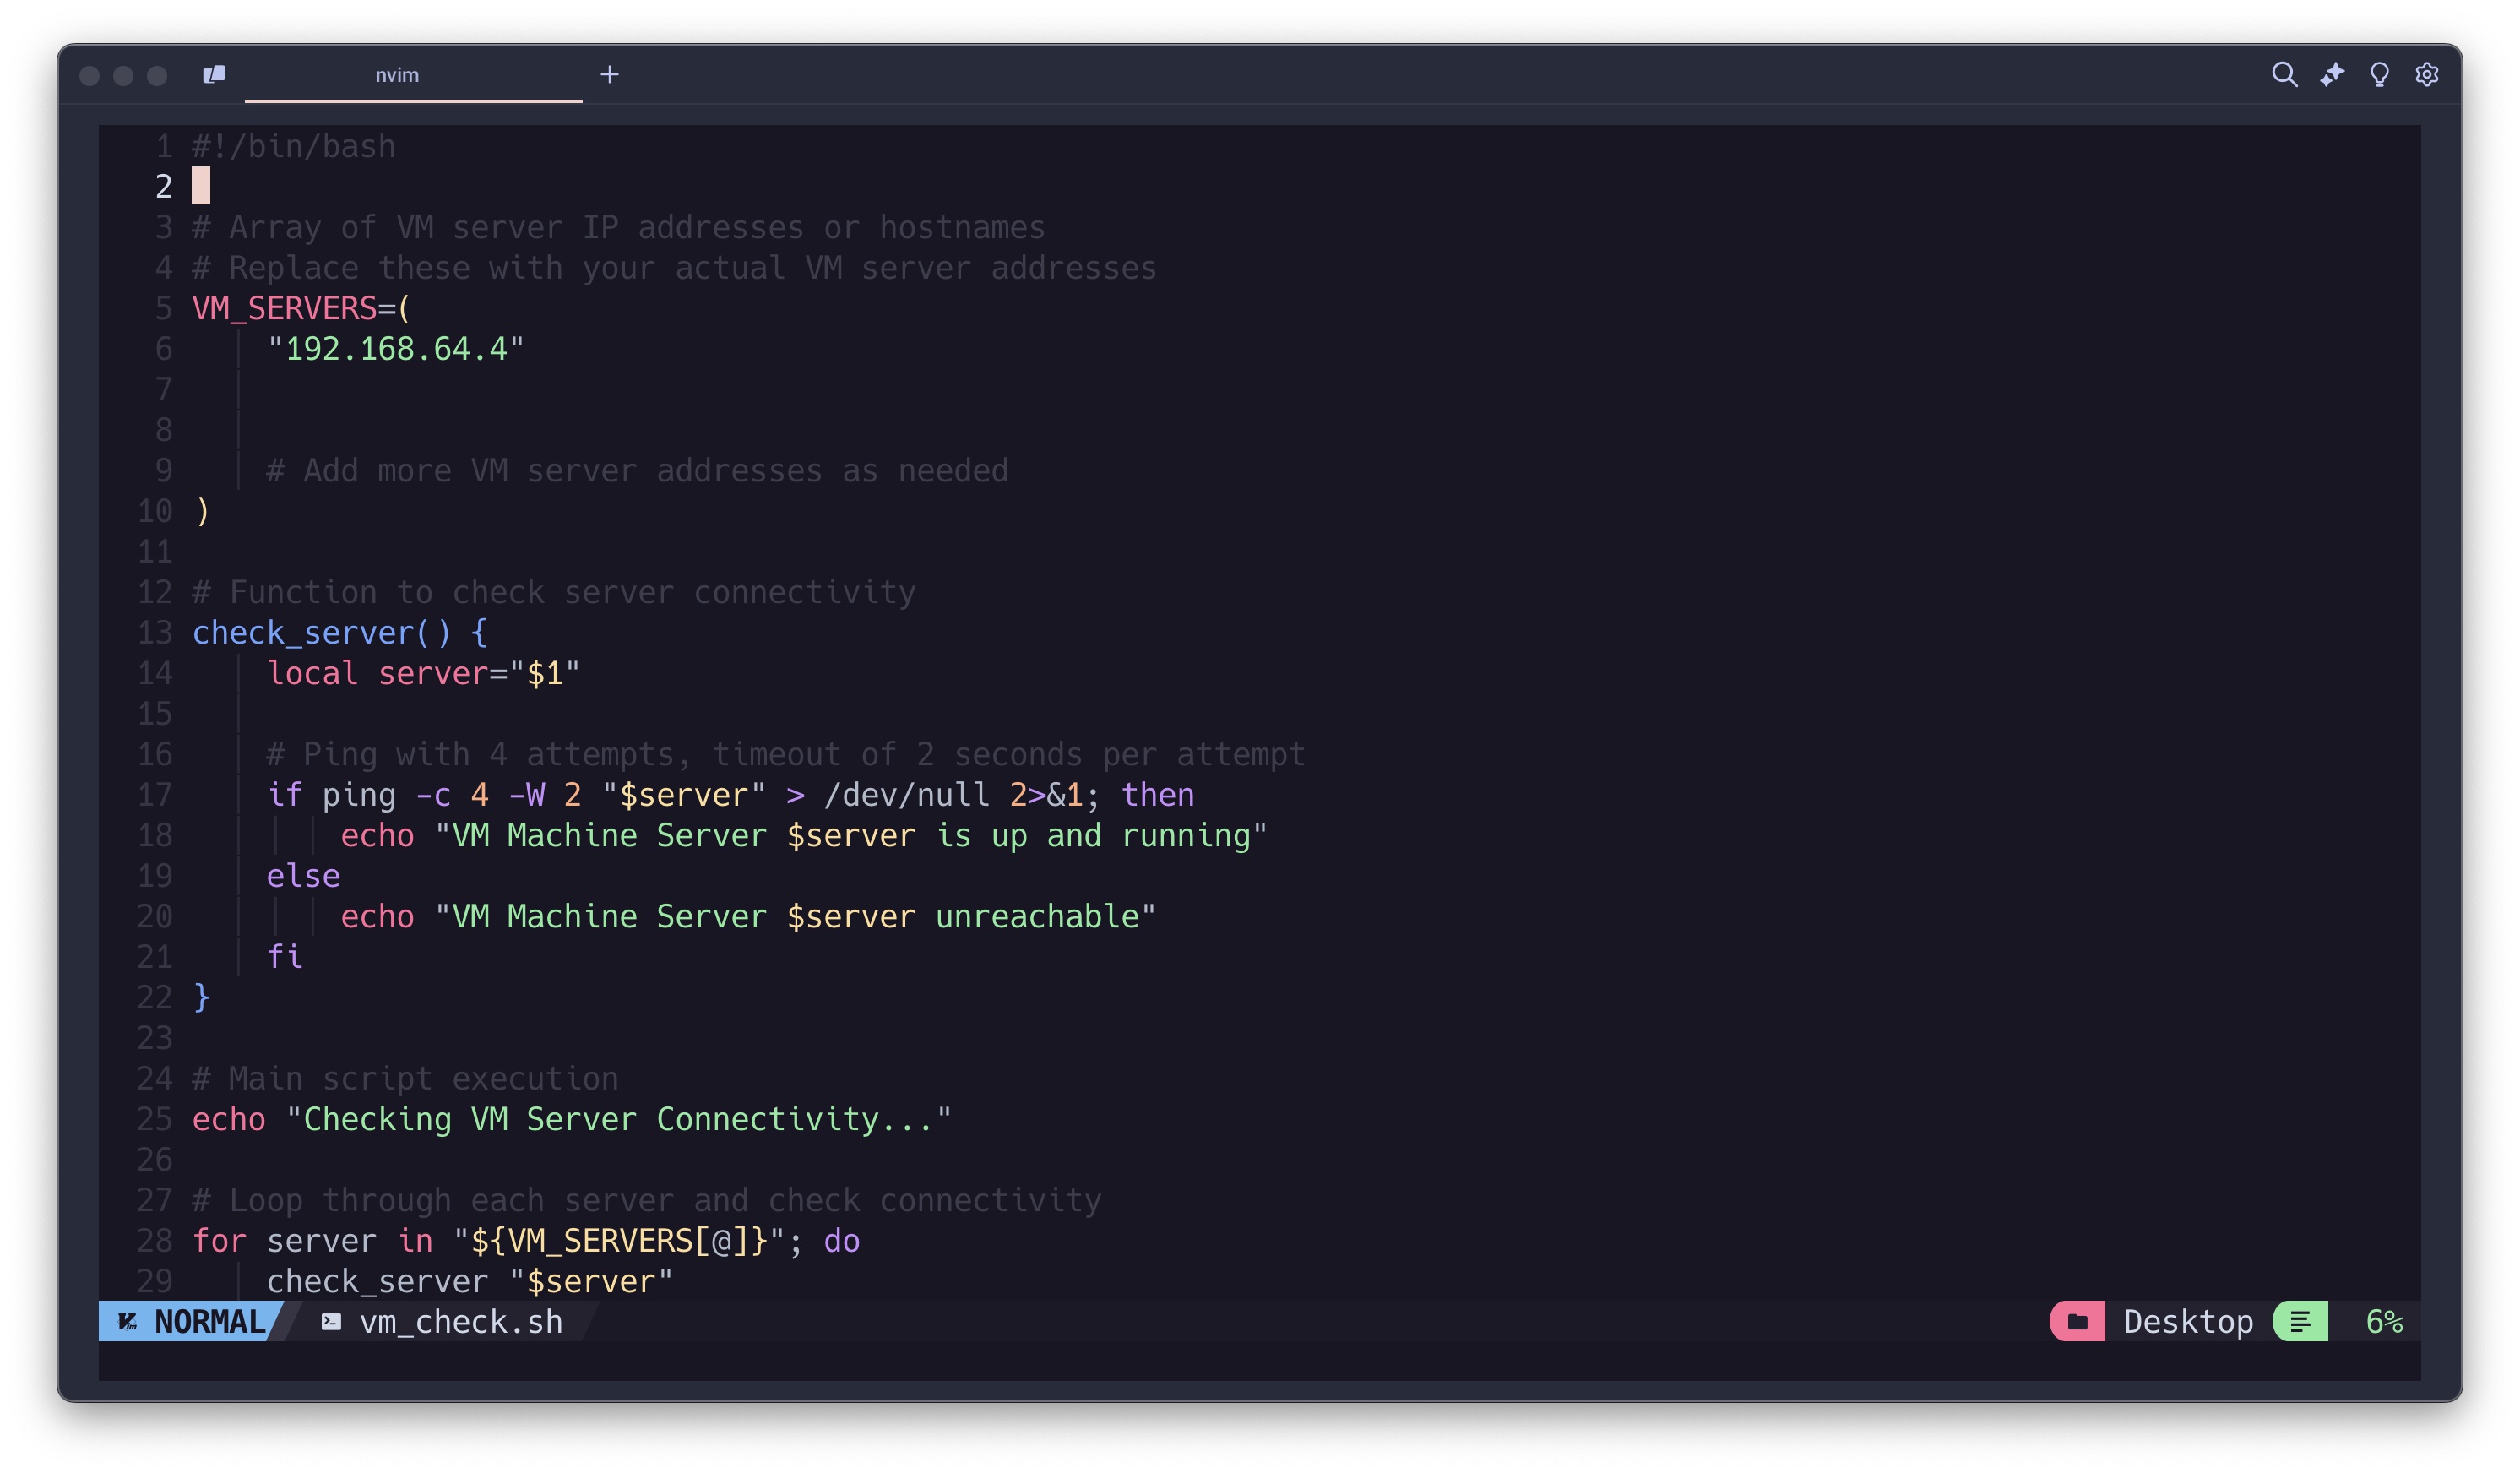 nvim
1 #!/bin/bash
2
3 # Array of VM server IP addresses or hostnames
4 # Replace these with your actual VM server addresses
5 VM_SERVERS=(
6     "192.168.64.4"
7
8
9     # Add more VM server addresses as needed
10 )
11
12 # Function to check server connectivity
13 check_server() {
14     local server="$1"
15
16     # Ping with 4 attempts, timeout of 2 seconds per attempt
17     if ping -c 4 -W 2 "$server" > /dev/null 2>&1; then
18         echo "VM Machine Server $server is up and running"
19     else
20         echo "VM Machine Server $server unreachable"
21     fi
22 }
23
24 # Main script execution
25 echo "Checking VM Server Connectivity..."
26
27 # Loop through each server and check connectivity
28 for server in "${VM_SERVERS[@]}"; do
29     check_server "$server"
NORMAL vm_check.sh Desktop 6%